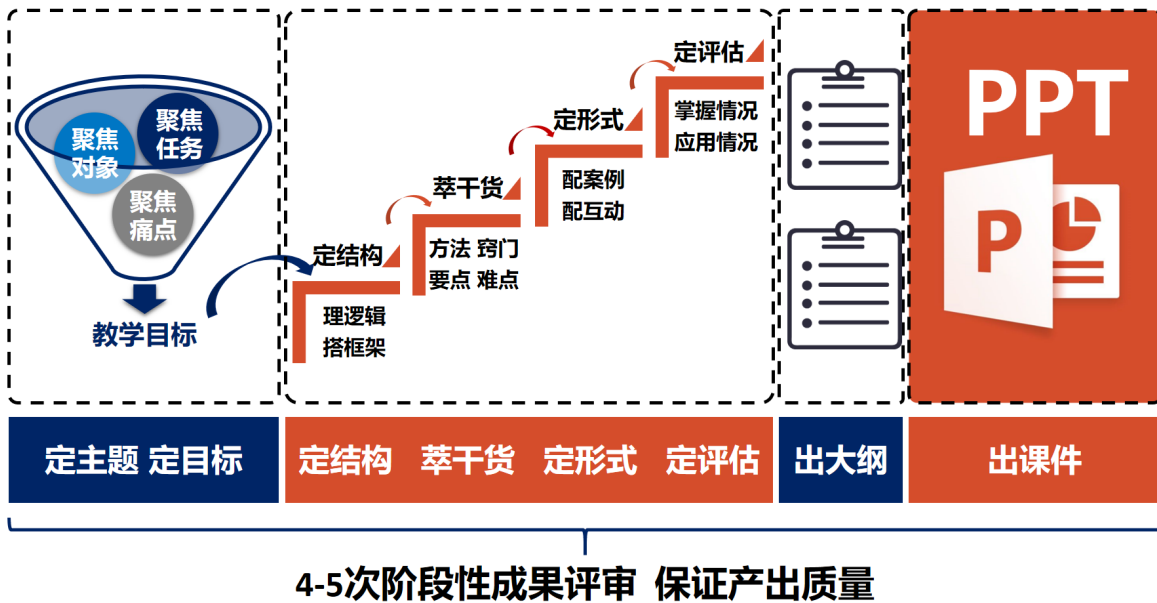 聚焦
对象
聚焦
任务
聚焦
痛点
教学目标
定结构
理逻辑
搭框架
萃干货
方法 窍门
要点 难点
定形式
配案例
配互动
定评估
掌握情况
应用情况
PPT
P
定主题 定目标
定结构 萃干货 定形式 定评估
出大纲
出课件
4-5次阶段性成果评审 保证产出质量